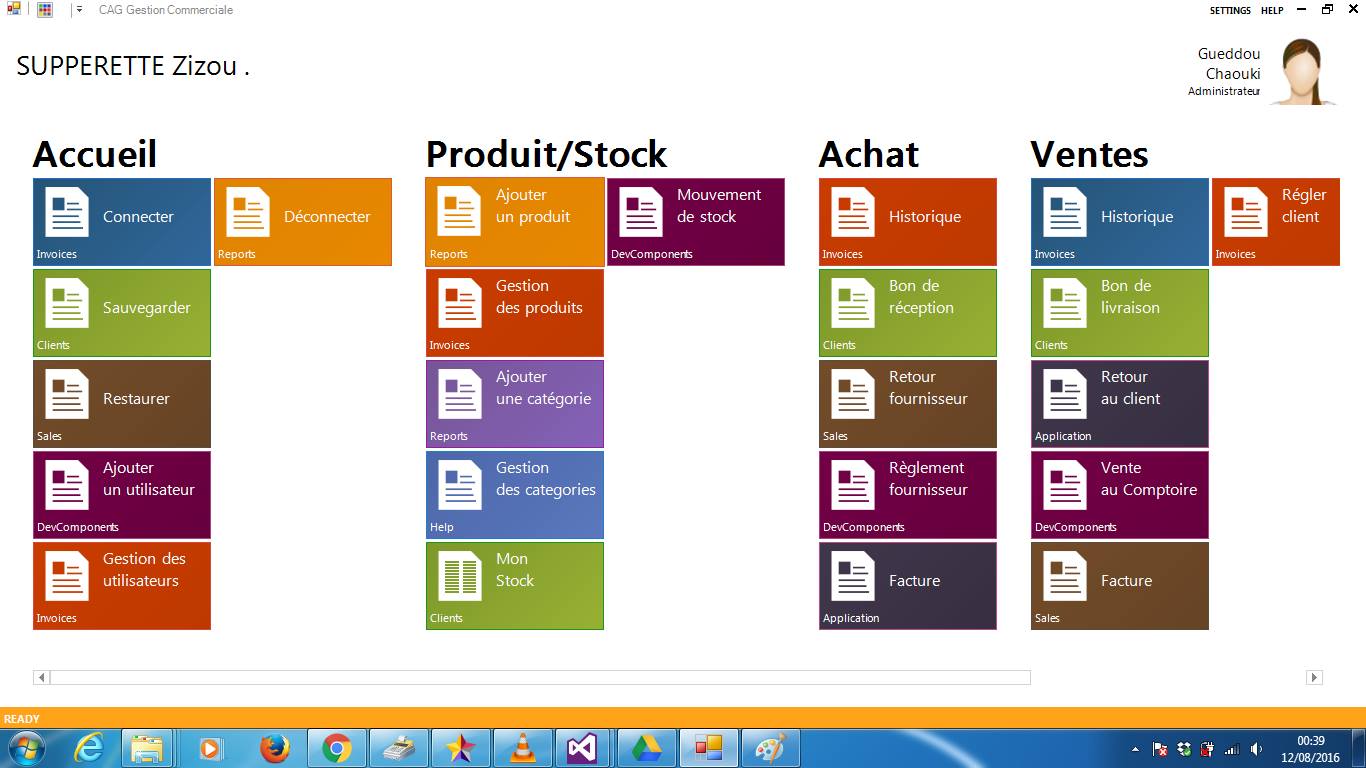 CAG Gestion Commerciale
SETTINGS HELP
SUPPERETTE Zizou .
Gueddou
Chaouki
Administrateur
Accueil
Connecter
Invoices
Déconnecter
Reports
Sauvegarder
Clients
Restaurer
Sales
Ajouter
un utilisateur
DevComponents
Gestion des
utilisateurs
Invoices
Produit/Stock
Ajouter
un produit
Reports
Mouvement
de stock
DevComponents
Gestion
des produits
Invoices
Ajouter
une catégorie
Reports
Gestion
des categories
Help
Mon
Stock
Clients
Achat
Historique
Invoices
Bon de
réception
Clients
Retour
fournisseur
Sales
Règlement
fournisseur
DevComponents
Facture
Application
Ventes
Historique
Invoices
Régler
client
Invoices
Bon de
livraison
Clients
Retour
au client
Application
Vente
au Comptoire
DevComponents
Facture
Sales
READY
00:39
12/08/2016